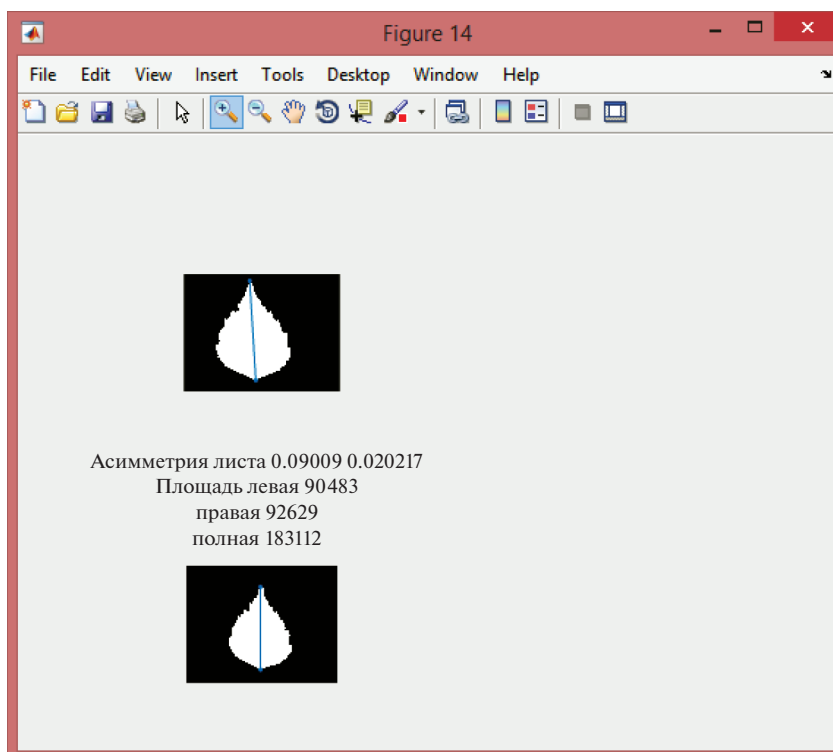 Figure 14
File Edit View Insert Tools Desktop Window Help
Асимметрия листа 0.09009 0.020217
Площадь левая 90483
правая 92629
полная 183112